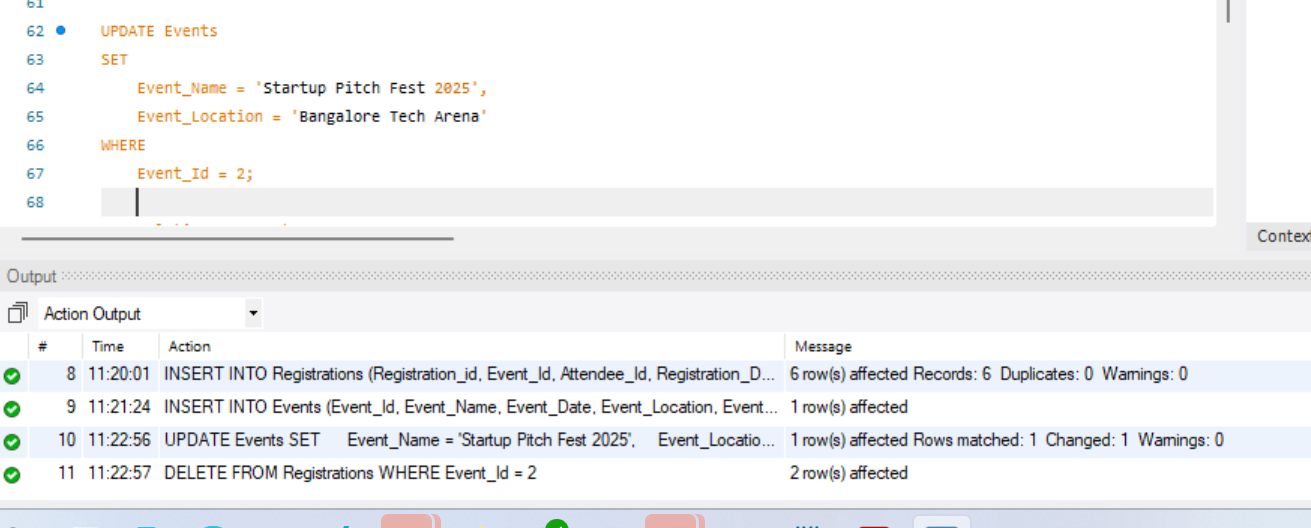 61
62 UPDATE Events
63 SET
64 Event_Name = 'Startup Pitch Fest 2025',
65 Event_Location = 'Bangalore Tech Arena'
66 WHERE
67 Event_Id = 2;
68
Context
Output
Action Output
# Time Action Message
8 11:20:01 INSERT INTO Registrations (Registration_id, Event_Id, Attendee_Id, Registration_D... 6 row(s) affected Records: 6 Duplicates: 0 Warnings: 0
9 11:21:24 INSERT INTO Events (Event_Id, Event_Name, Event_Date, Event_Location, Event... 1 row(s) affected
10 11:22:56 UPDATE Events SET Event_Name = 'Startup Pitch Fest 2025', Event_Locatio... 1 row(s) affected Rows matched: 1 Changed: 1 Warnings: 0
11 11:22:57 DELETE FROM Registrations WHERE Event_Id = 2 2 row(s) affected